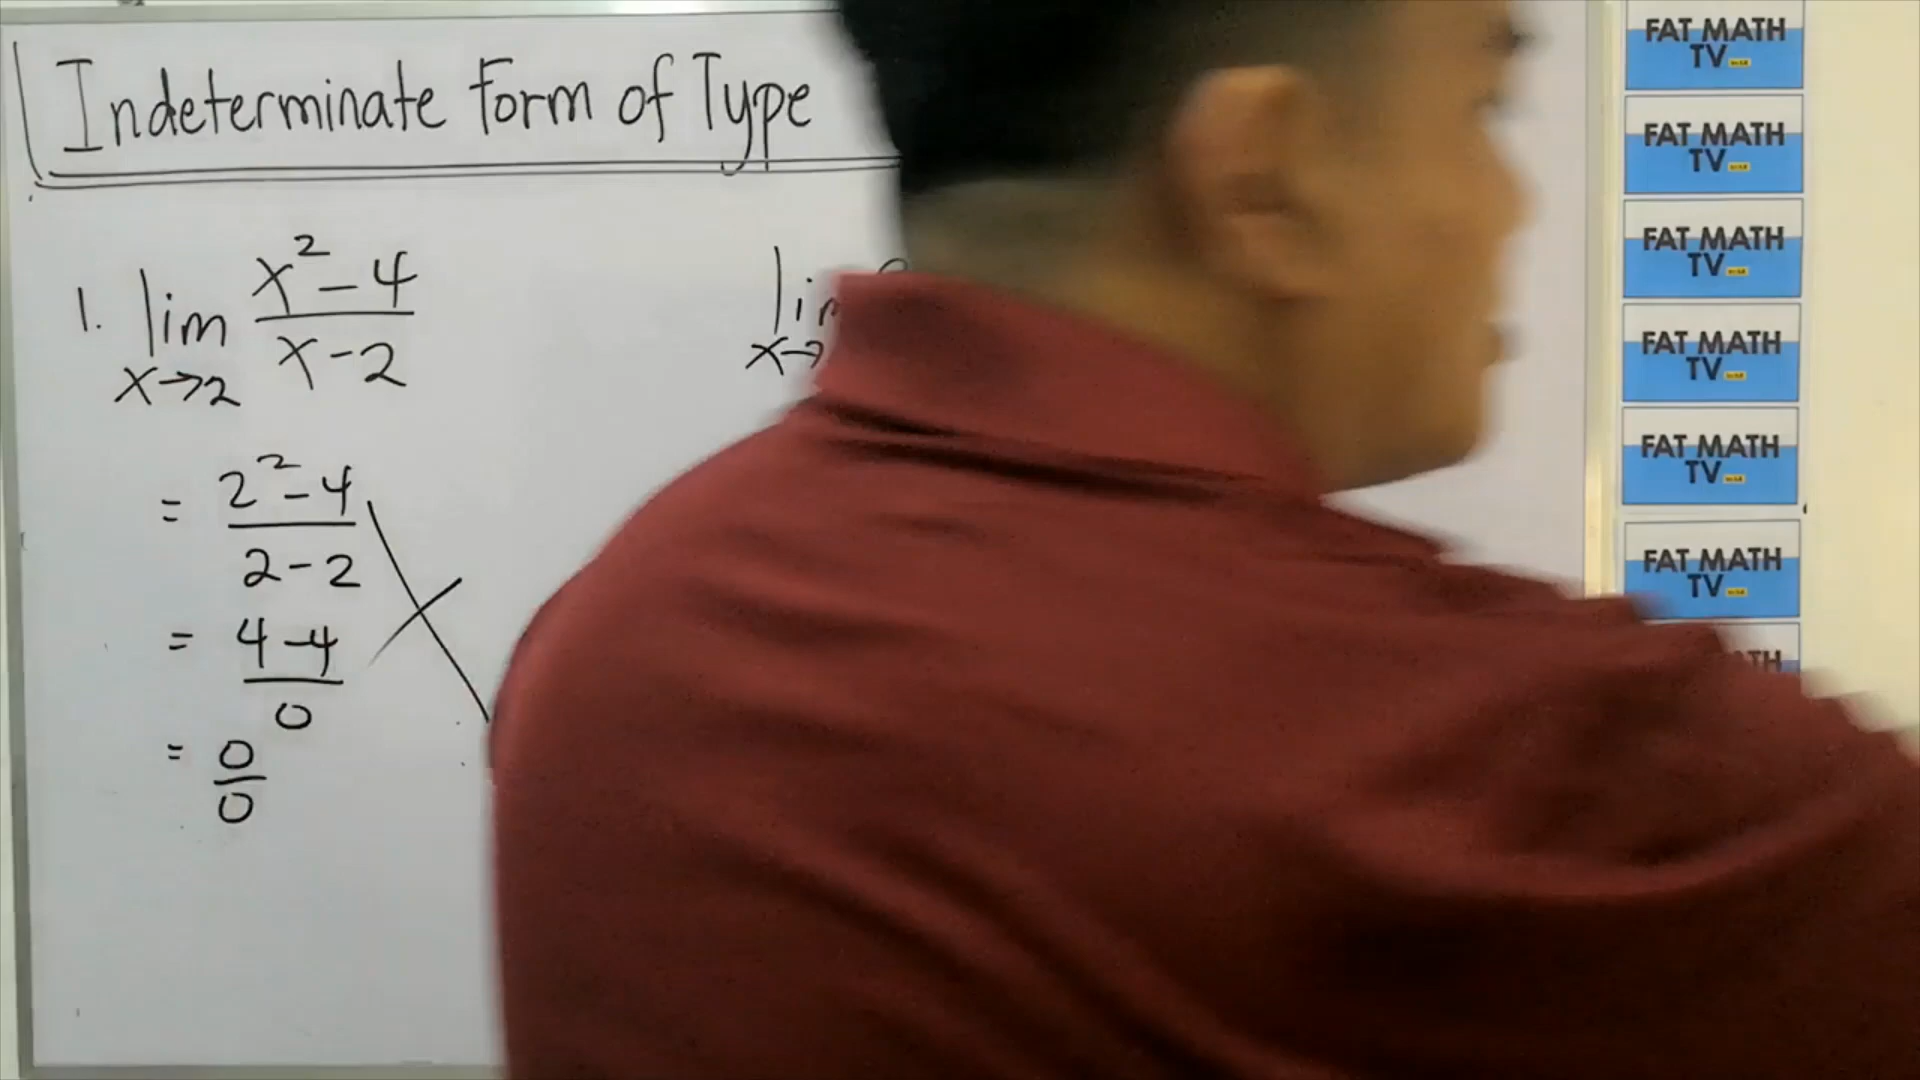 Indeterminate Form of Type
1. lim x²-4
x-2
x→2
= 2²-4
2-2
= 4-4
0
= 0
0
lim
x→
FAT MATH
TV
FAT MATH
TV
FAT MATH
TV
FAT MATH
TV
FAT MATH
TV
FAT MATH
TV